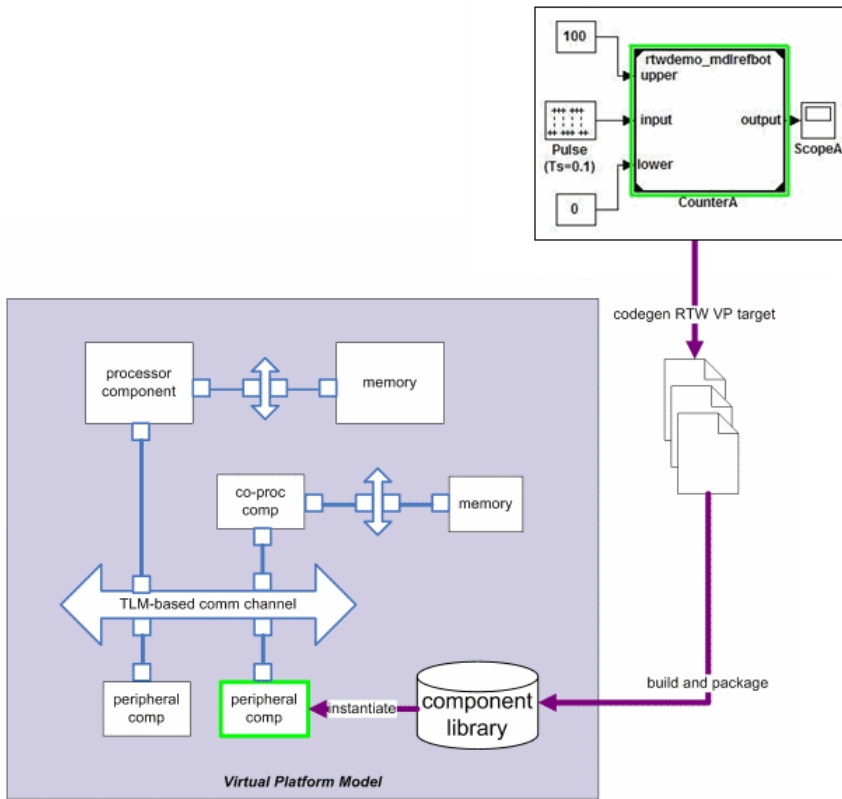 100
rtwdemo_mdlrefbot
upper
input
output
Pulse
(Ts=0.1)
ScopeA
lower
0
CounterA
codegen RTW VP target
processor
component
memory
co-proc
comp
memory
TLM-based comm channel
build and package
peripheral
comp
peripheral
comp
instantiate
component
library
Virtual Platform Model